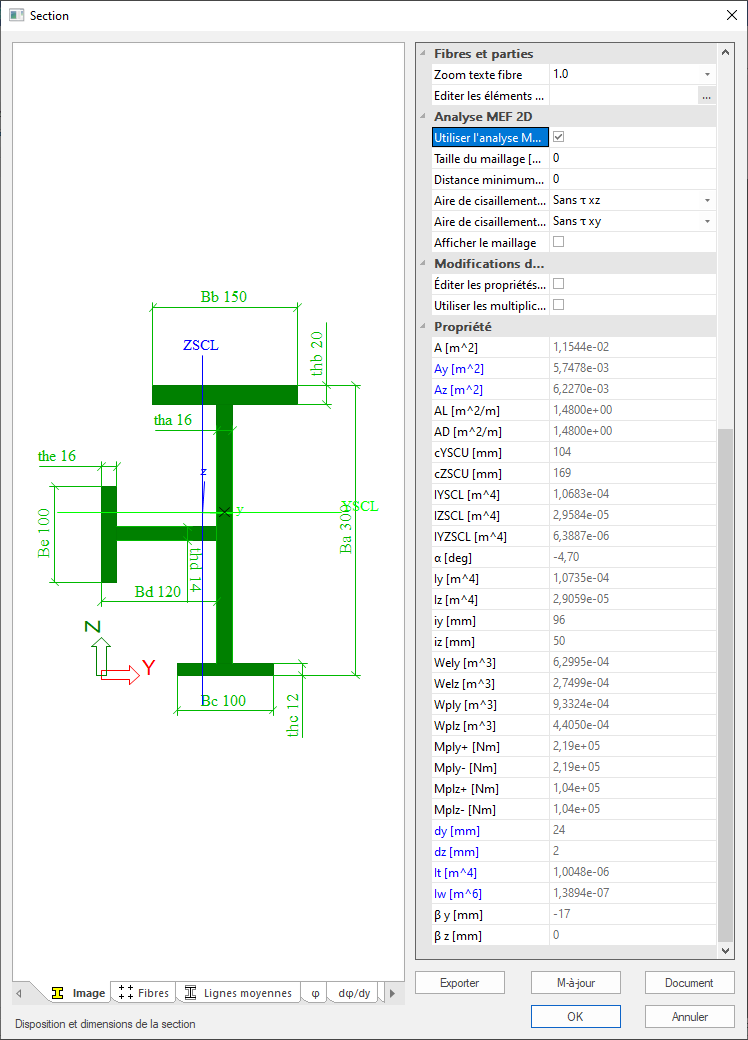 Section
Bb 150
ZSCL
thb 20
tha 16
the 16
z
y
YSCL
Be 100
Ba 300
thd 14
Bd 120
Z
Y
Bc 100
thc 12
Image
Fibres
Lignes moyennes
φ
dφ/dy
Disposition et dimensions de la section
Fibres et parties
Zoom texte fibre 1.0
Editer les éléments ... ...
Analyse MEF 2D
Utiliser l'analyse M...
Taille du maillage [... 0
Distance minimum... 0
Aire de cisaillement... Sans τ xz
Aire de cisaillement... Sans τ xy
Afficher le maillage
Modifications d...
Éditer les propriétés...
Utiliser les multiplic...
Propriété
A [m^2] 1,1544e-02
Ay [m^2] 5,7478e-03
Az [m^2] 6,2270e-03
AL [m^2/m] 1,4800e+00
AD [m^2/m] 1,4800e+00
cYSCU [mm] 104
cZSCU [mm] 169
IYSCL [m^4] 1,0683e-04
IZSCL [m^4] 2,9584e-05
IYZSCL [m^4] 6,3887e-06
α [deg] -4,70
Iy [m^4] 1,0735e-04
Iz [m^4] 2,9059e-05
iy [mm] 96
iz [mm] 50
Wely [m^3] 6,2995e-04
Welz [m^3] 2,7499e-04
Wply [m^3] 9,3324e-04
Wplz [m^3] 4,4050e-04
Mply+ [Nm] 2,19e+05
Mply- [Nm] 2,19e+05
Mplz+ [Nm] 1,04e+05
Mplz- [Nm] 1,04e+05
dy [mm] 24
dz [mm] 2
It [m^4] 1,0048e-06
Iw [m^6] 1,3894e-07
β y [mm] -17
β z [mm] 0
Exporter
M-à-jour
Document
OK
Annuler